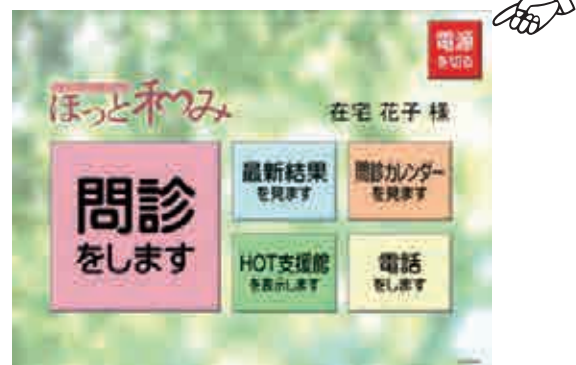 電源
を切る
ほっと和つみ
在宅 花子 様
問診
をします
最新結果
を見ます
問診カレンダー
を見ます
HOT支援館
を表示します
電話
をします